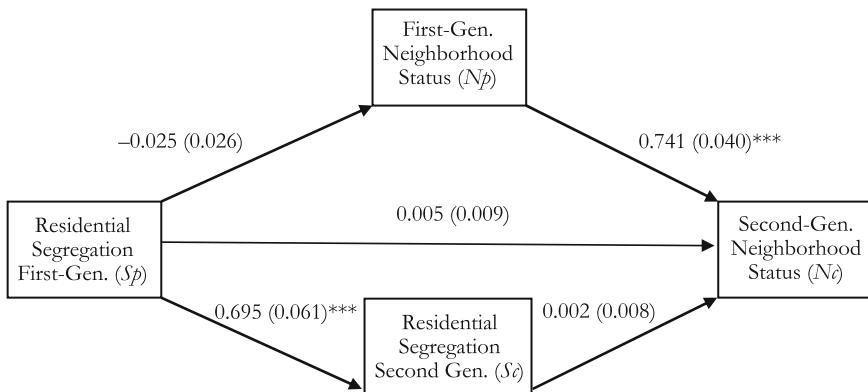 First-Gen.
Neighborhood
Status (Np)
–0.025 (0.026)
0.741 (0.040)***
0.005 (0.009)
Residential
Segregation
First-Gen. (Sp)
Second-Gen.
Neighborhood
Status (Nc)
0.695 (0.061)***
0.002 (0.008)
Residential
Segregation
Second Gen. (Sc)